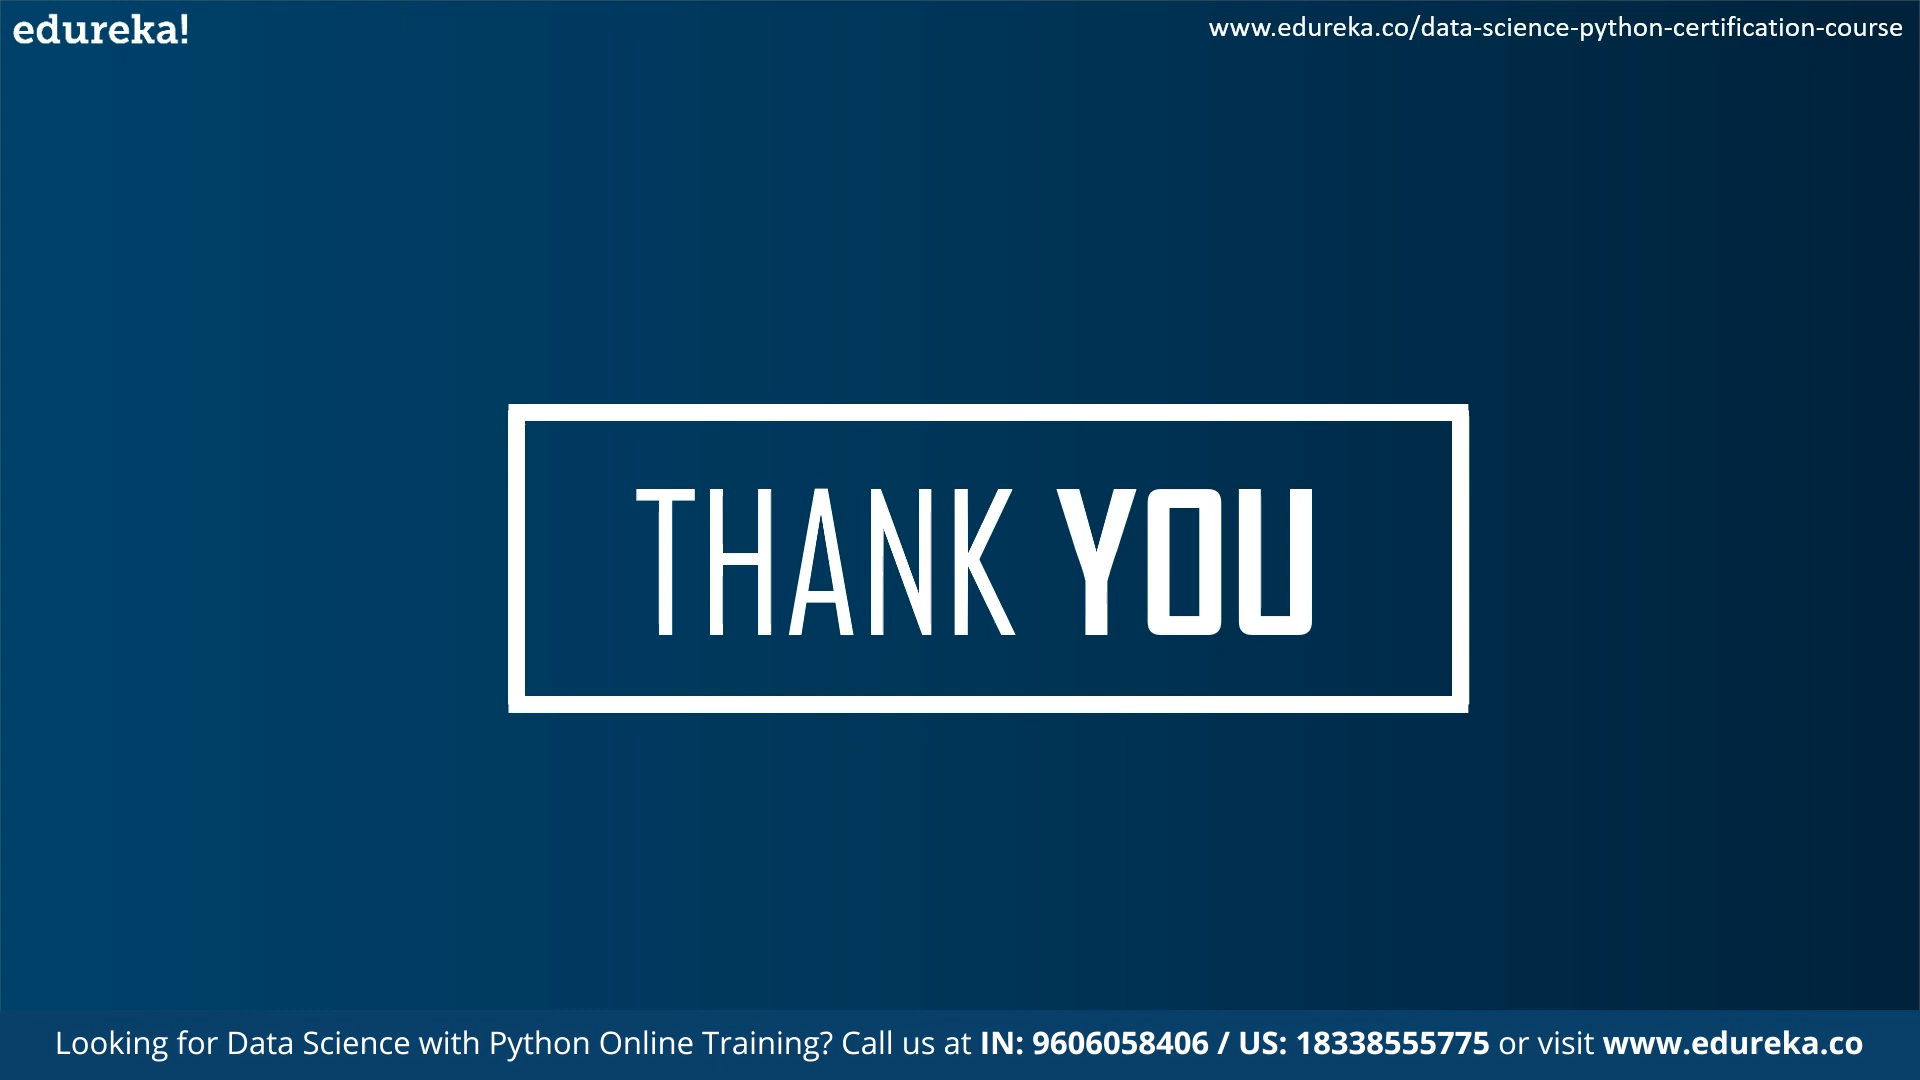 edureka!
www.edureka.co/data-science-python-certification-course
THANK YOU
Looking for Data Science with Python Online Training? Call us at IN: 9606058406 / US: 18338555775 or visit www.edureka.co